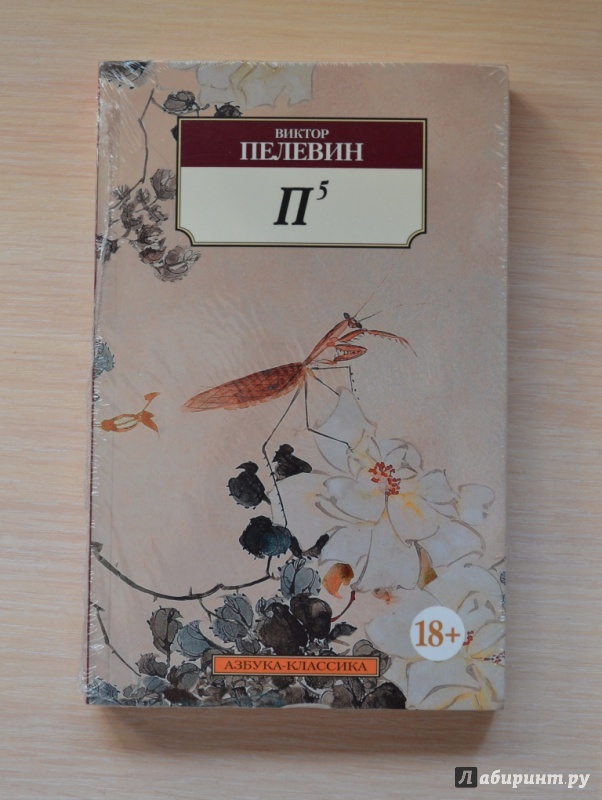 ВИКТОР
ПЕЛЕВИН
П⁵
18+
АЗБУКА-КЛАССИКА
Лабиринт.ру